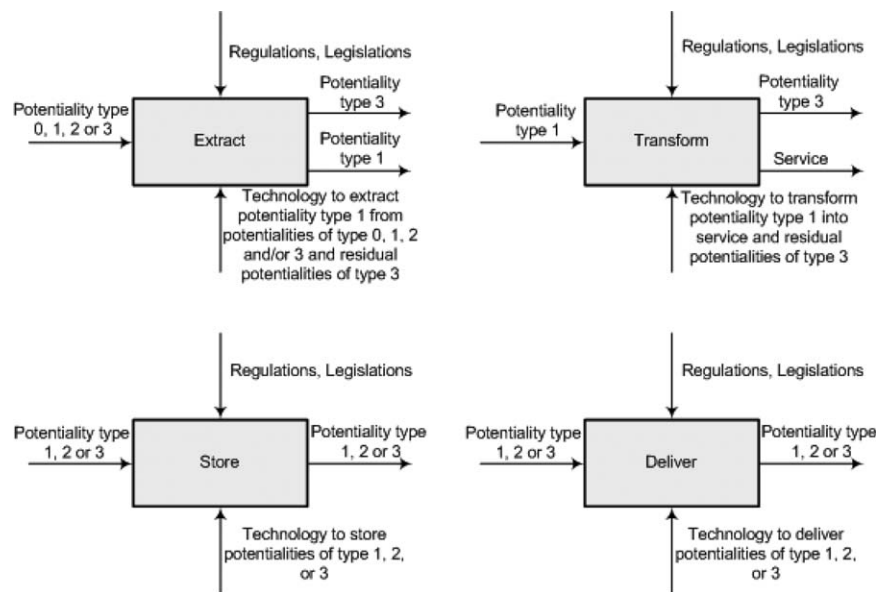 Regulations, Legislations
Potentiality
type 3
Potentiality type
0, 1, 2 or 3
Extract
Potentiality
type 1
Technology to extract
potentiality type 1 from
potentialities of type 0, 1, 2
and/or 3 and residual
potentialities of type 3
Regulations, Legislations
Potentiality
type 3
Potentiality
type 1
Transform
Service
Technology to transform
potentiality type 1 into
service and residual
potentialities of type 3
Regulations, Legislations
Potentiality type
1, 2 or 3
Store
Potentiality type
1, 2 or 3
Technology to store
potentialities of type 1, 2,
or 3
Regulations, Legislations
Potentiality type
1, 2 or 3
Deliver
Potentiality type
1, 2 or 3
Technology to deliver
potentialities of type 1, 2,
or 3